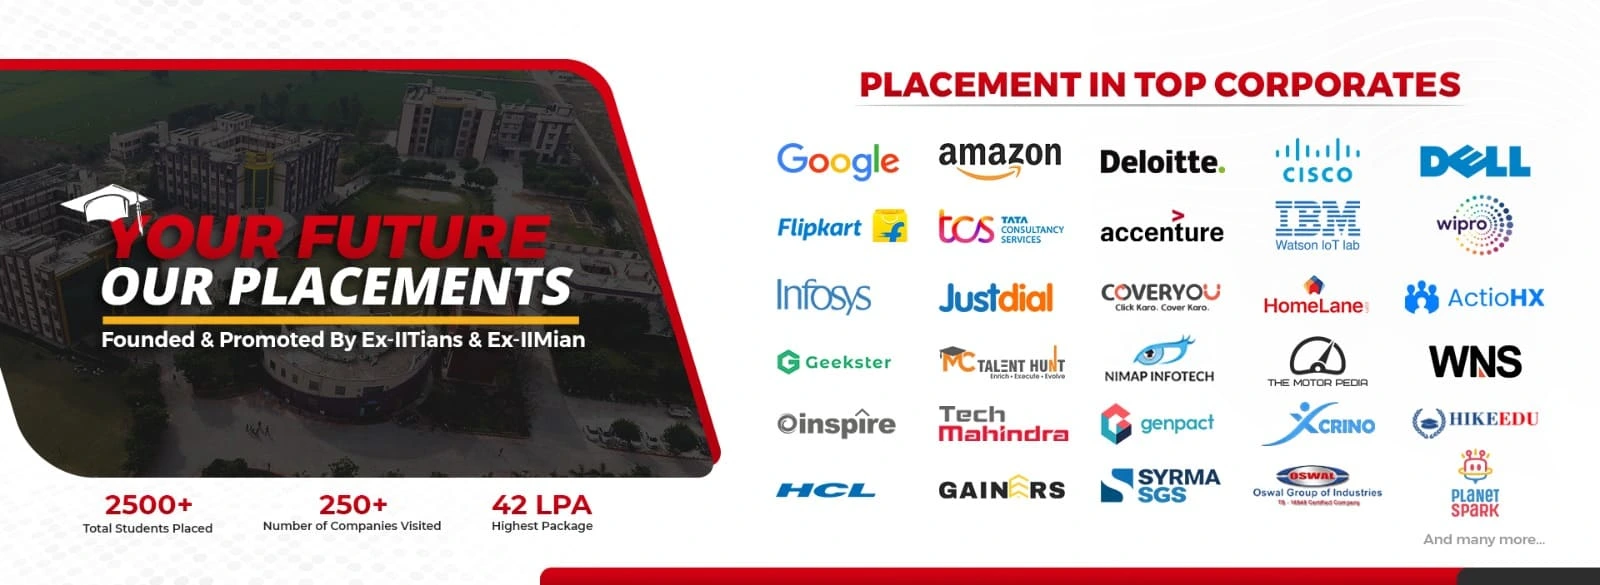 YOUR FUTURE
OUR PLACEMENTS
Founded & Promoted By Ex-IITians & Ex-IIMian
2500+
Total Students Placed
250+
Number of Companies Visited
42 LPA
Highest Package
PLACEMENT IN TOP CORPORATES
Google
amazon
Deloitte.
CISCO
DELL
Flipkart
tcs TATA
CONSULTANCY
SERVICES
accenture
IBM
Watson IoT lab
wipro
Infosys
Justdial
COVERYOU
Click Karo. Cover Karo.
HomeLane
ActioHX
Geekster
MC TALENT HUNT
Enrich • Execute • Evolve
NIMAP INFOTECH
THE MOTOR PEDIA
WNS
inspire
Tech
Mahindra
genpact
XCRINO
HIKEEDU
HCL
GAINERS
SYRMA
SGS
OSWAL
Oswal Group of Industries
PLANET
SPARK
And many more...